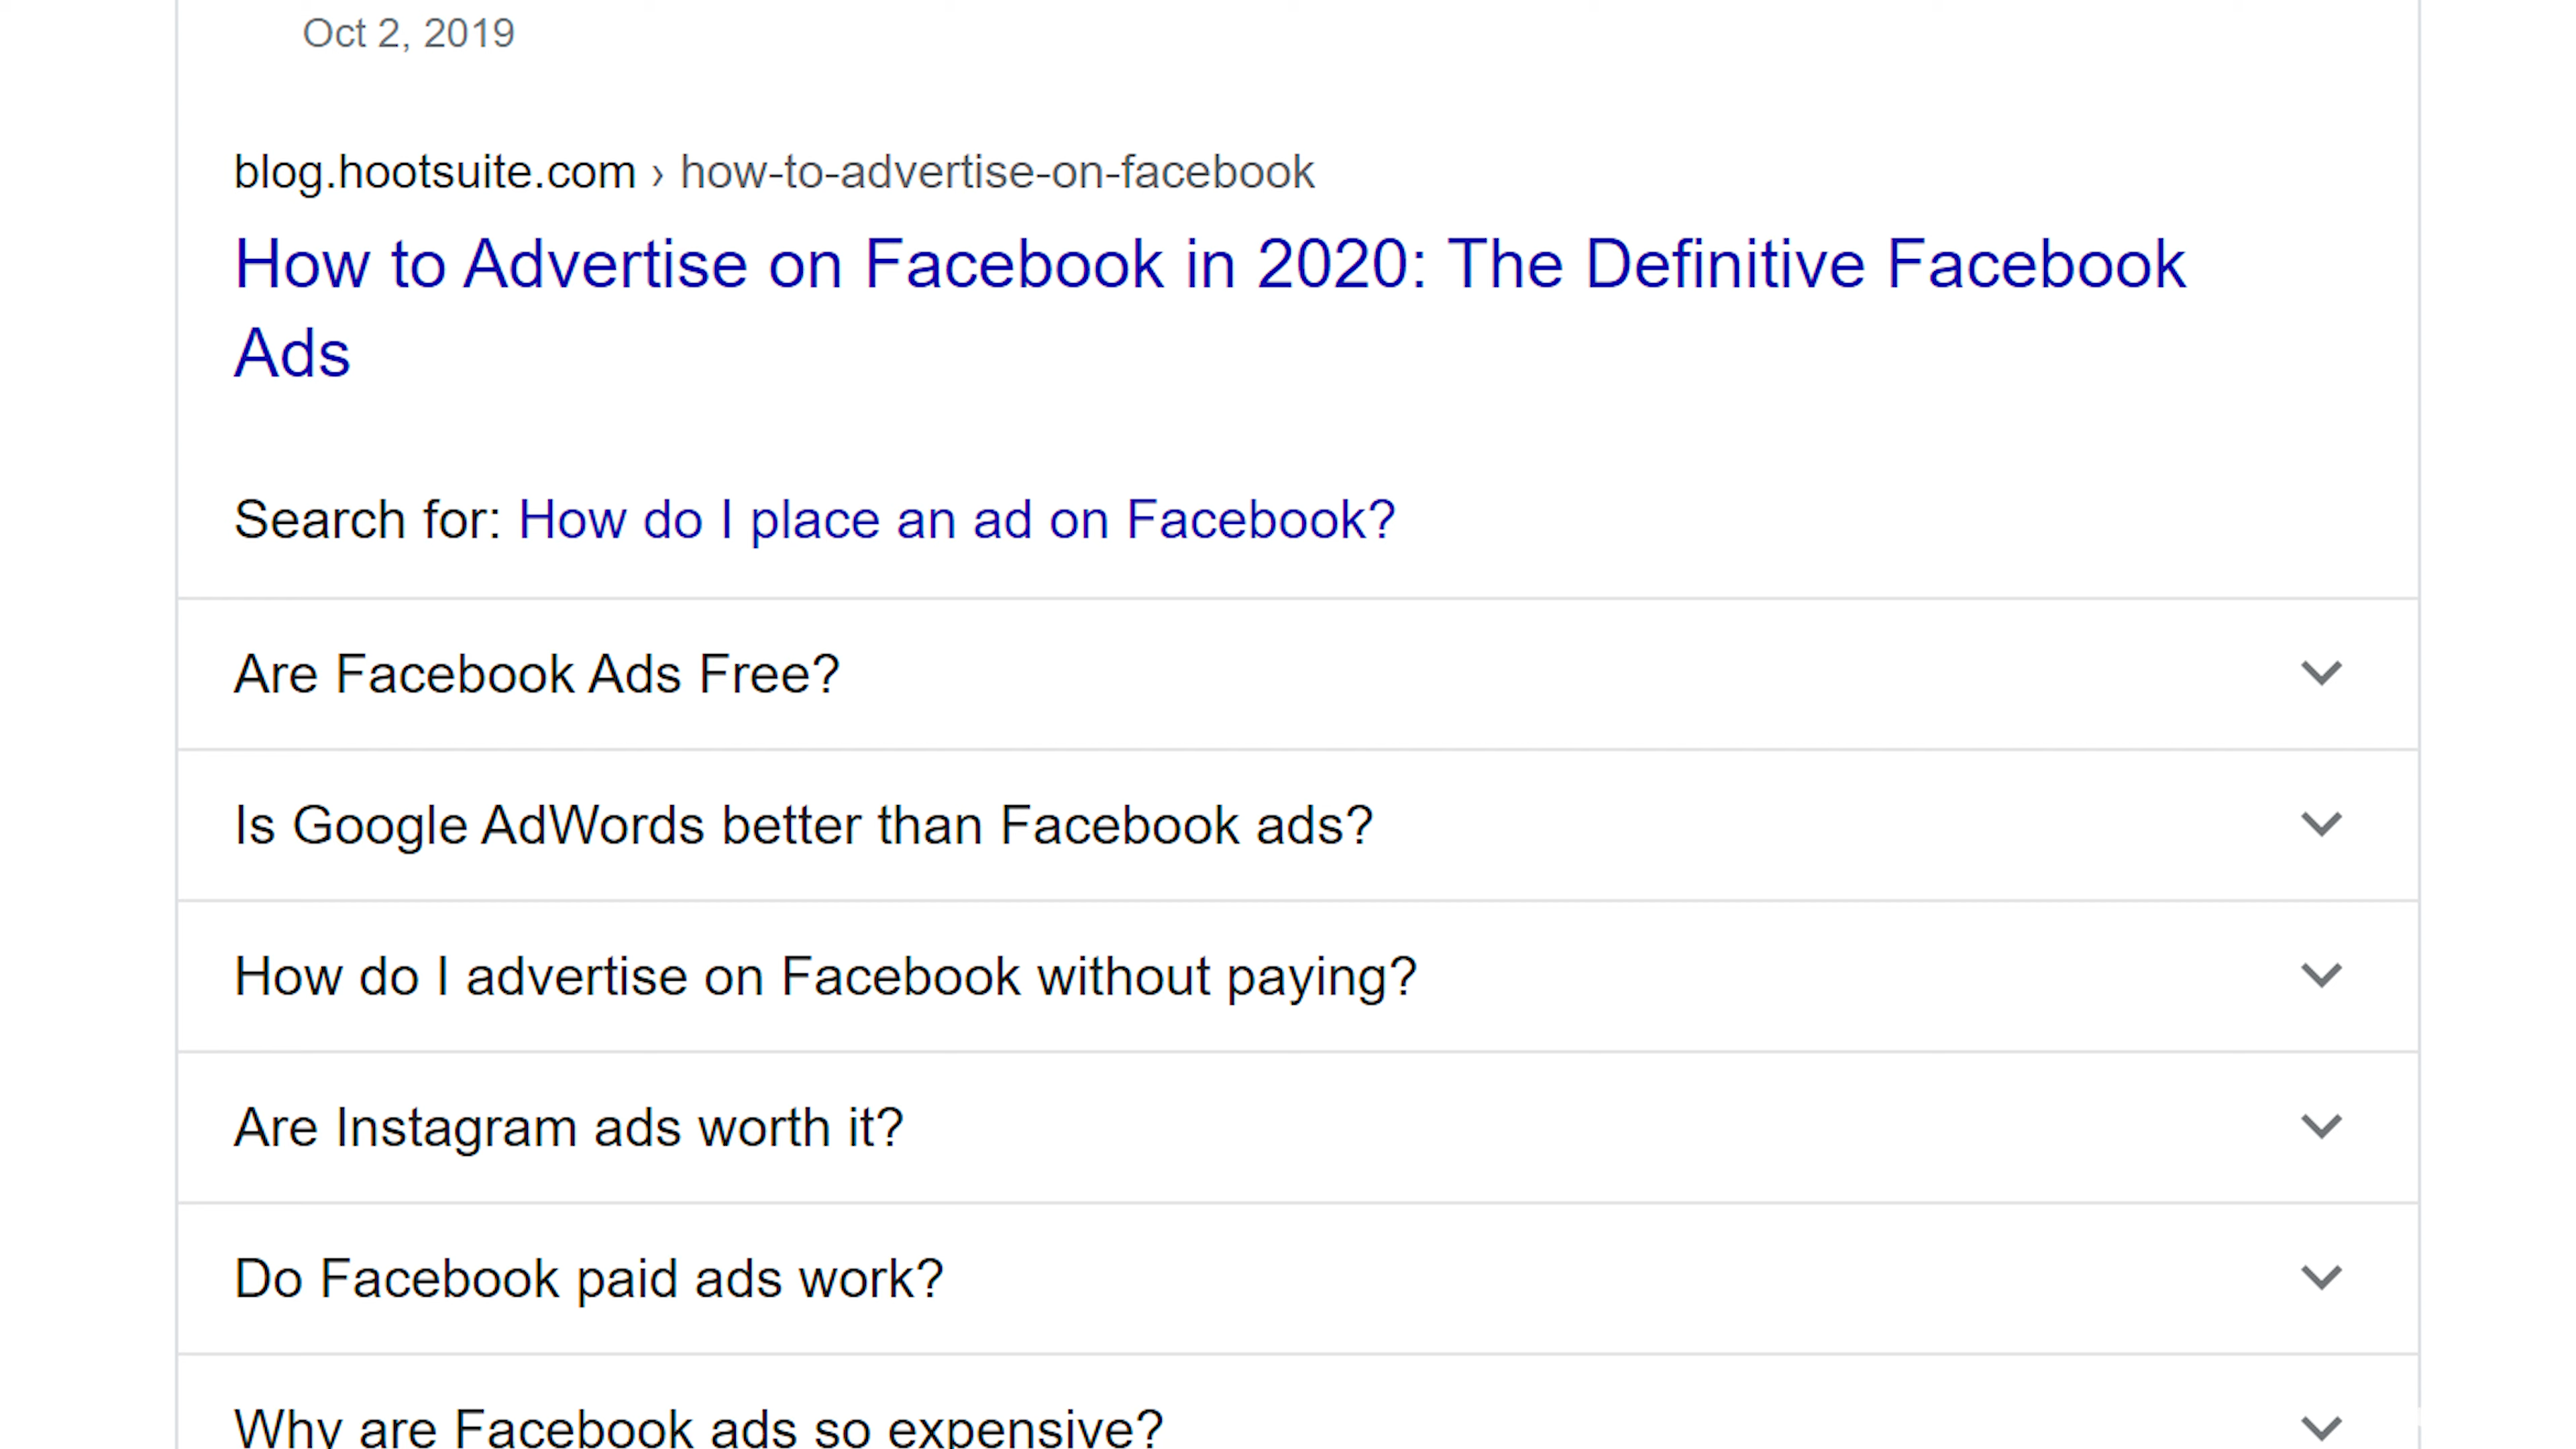 Oct 2, 2019
blog.hootsuite.com › how-to-advertise-on-facebook
How to Advertise on Facebook in 2020: The Definitive Facebook
Ads
Search for: How do I place an ad on Facebook?
Are Facebook Ads Free?
Is Google AdWords better than Facebook ads?
How do I advertise on Facebook without paying?
Are Instagram ads worth it?
Do Facebook paid ads work?
Why are Facebook ads so expensive?